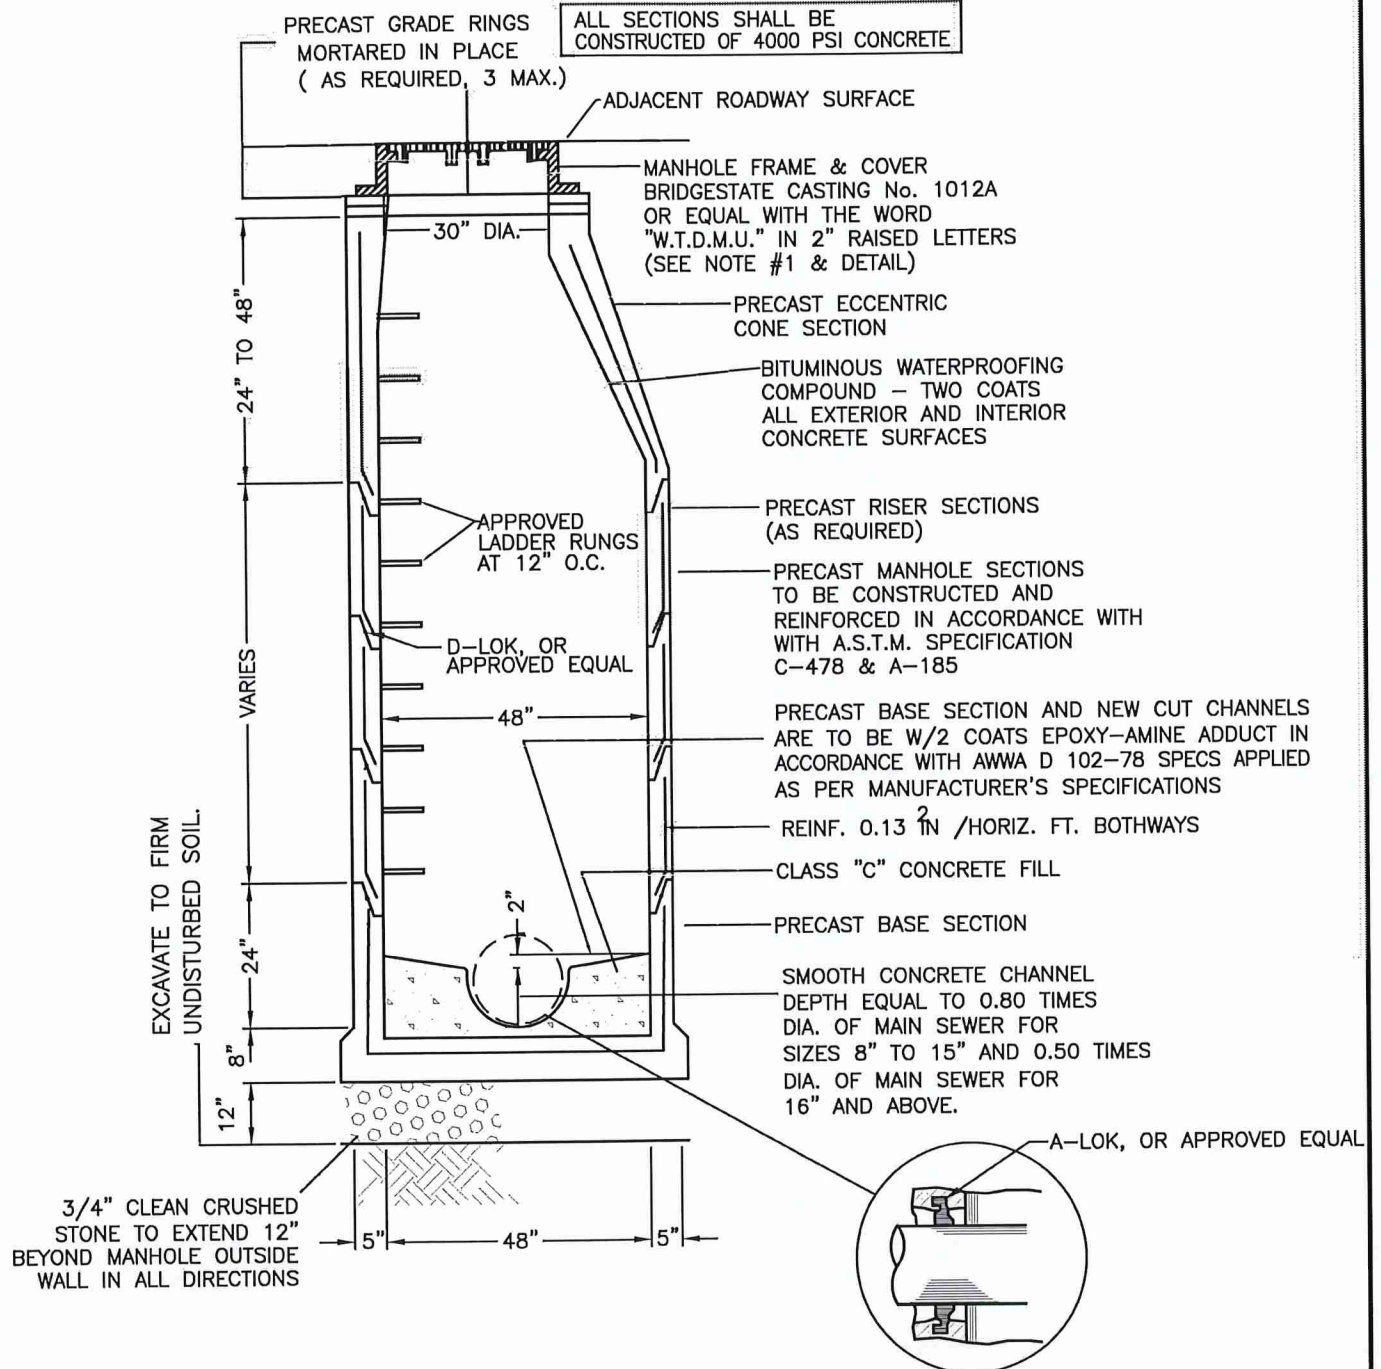 PRECAST GRADE RINGS
MORTARED IN PLACE
( AS REQUIRED, 3 MAX.)
ALL SECTIONS SHALL BE
CONSTRUCTED OF 4000 PSI CONCRETE
ADJACENT ROADWAY SURFACE
MANHOLE FRAME & COVER
BRIDGESTATE CASTING No. 1012A
OR EQUAL WITH THE WORD
"W.T.D.M.U." IN 2" RAISED LETTERS
(SEE NOTE #1 & DETAIL)
30" DIA.
PRECAST ECCENTRIC
CONE SECTION
24" TO 48"
BITUMINOUS WATERPROOFING
COMPOUND – TWO COATS
ALL EXTERIOR AND INTERIOR
CONCRETE SURFACES
PRECAST RISER SECTIONS
(AS REQUIRED)
APPROVED
LADDER RUNGS
AT 12" O.C.
PRECAST MANHOLE SECTIONS
TO BE CONSTRUCTED AND
REINFORCED IN ACCORDANCE WITH
WITH A.S.T.M. SPECIFICATION
C–478 & A–185
D–LOK, OR
APPROVED EQUAL
VARIES
48"
PRECAST BASE SECTION AND NEW CUT CHANNELS
ARE TO BE W/2 COATS EPOXY–AMINE ADDUCT IN
ACCORDANCE WITH AWWA D 102–78 SPECS APPLIED
AS PER MANUFACTURER'S SPECIFICATIONS
REINF. 0.13 IN² /HORIZ. FT. BOTHWAYS
CLASS "C" CONCRETE FILL
PRECAST BASE SECTION
EXCAVATE TO FIRM
UNDISTURBED SOIL.
2"
24"
SMOOTH CONCRETE CHANNEL
DEPTH EQUAL TO 0.80 TIMES
DIA. OF MAIN SEWER FOR
SIZES 8" TO 15" AND 0.50 TIMES
DIA. OF MAIN SEWER FOR
16" AND ABOVE.
8"
12"
A–LOK, OR APPROVED EQUAL
3/4" CLEAN CRUSHED
STONE TO EXTEND 12"
BEYOND MANHOLE OUTSIDE
WALL IN ALL DIRECTIONS
5"
48"
5"